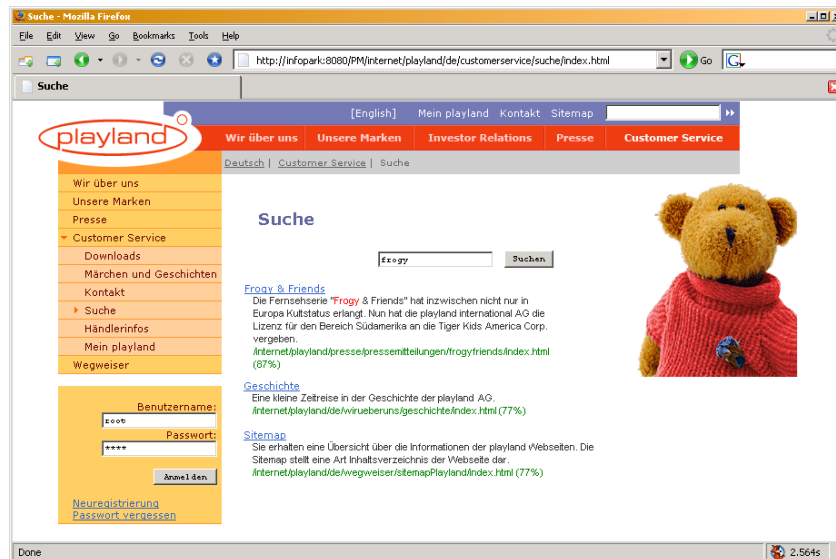 Suche - Mozilla Firefox
File Edit View Go Bookmarks Tools Help
http://infopark:8080/PM/internet/playland/de/customerservice/suche/index.html Go G
Suche
[English] Mein playland Kontakt Sitemap
playland
Wir über uns Unsere Marken Investor Relations Presse Customer Service
Deutsch | Customer Service | Suche
Wir über uns
Unsere Marken
Presse
Customer Service
Downloads
Märchen und Geschichten
Kontakt
Suche
Händlerinfos
Mein playland
Wegweiser
Benutzername:
root
Passwort:
****
Anmelden
Neuregistrierung
Passwort vergessen
Suche
frogy Suchen
Frogy & Friends
Die Fernsehserie "Frogy & Friends" hat inzwischen nicht nur in
Europa Kultstatus erlangt. Nun hat die playland international AG die
Lizenz für den Bereich Südamerika an die Tiger Kids America Corp.
vergeben.
/internet/playland/presse/pressemitteilungen/frogyfriends/index.html
(87%)
Geschichte
Eine kleine Zeitreise in der Geschichte der playland AG.
/internet/playland/de/wirueberuns/geschichte/index.html (77%)
Sitemap
Sie erhalten eine Übersicht über die Informationen der playland Webseiten. Die
Sitemap stellt eine Art Inhaltsverzeichnis der Webseite dar.
/internet/playland/de/wegweiser/sitemapPlayland/index.html (77%)
Done 2.564s